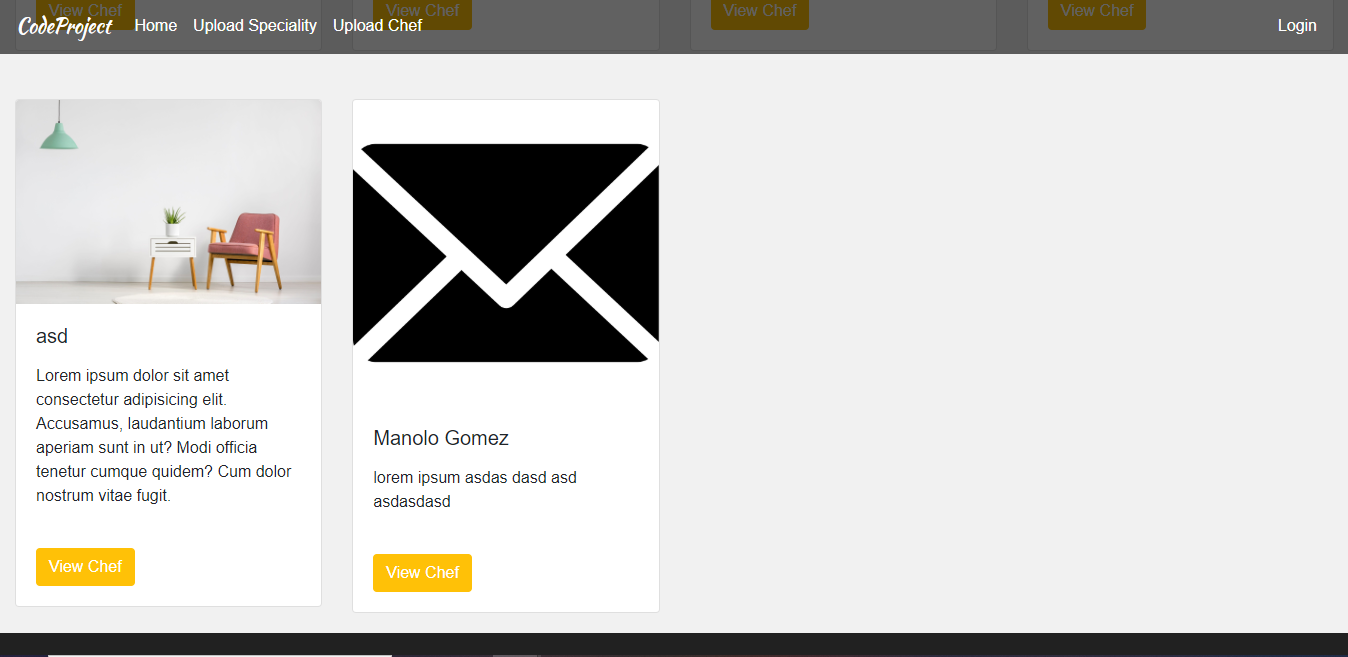 View Chef View Chef View Chef View Chef
CodeProject Home Upload Speciality Upload Chef Login
asd
Lorem ipsum dolor sit amet
consectetur adipisicing elit.
Accusamus, laudantium laborum
aperiam sunt in ut? Modi officia
tenetur cumque quidem? Cum dolor
nostrum vitae fugit.
View Chef
Manolo Gomez
lorem ipsum asdas dasd asd
asdasdasd
View Chef